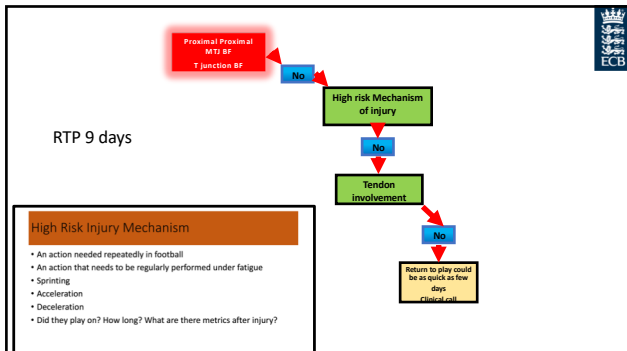 ECB
Proximal Proximal
MTJ BF
T junction BF
No
High risk Mechanism
of injury
RTP 9 days
No
Tendon
involvement
No
Return to play could
be as quick as few
days
Clinical call
High Risk Injury Mechanism
• An action needed repeatedly in football
• An action that needs to be regularly performed under fatigue
• Sprinting
• Acceleration
• Deceleration
• Did they play on? How long? What are there metrics after injury?